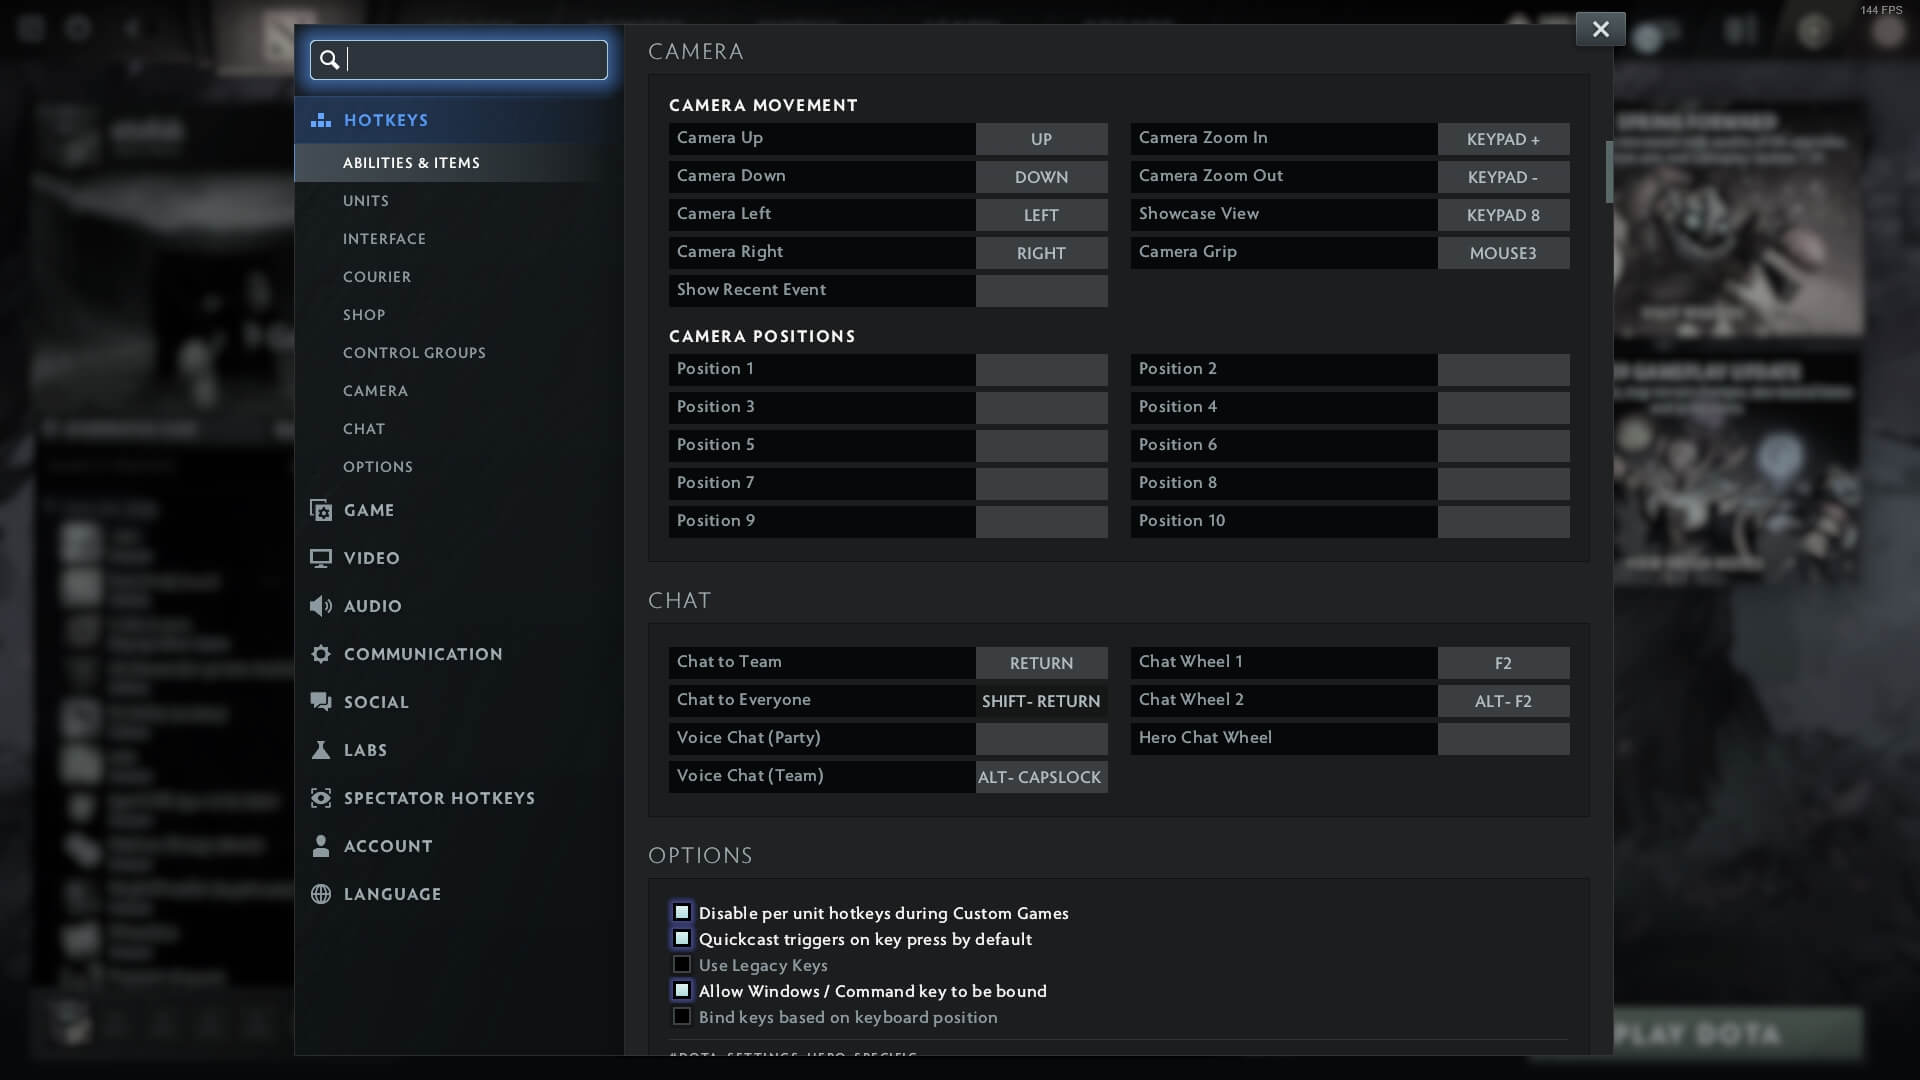 144 FPS
CAMERA
CAMERA MOVEMENT
Camera Up UP Camera Zoom In KEYPAD +
Camera Down DOWN Camera Zoom Out KEYPAD -
Camera Left LEFT Showcase View KEYPAD 8
Camera Right RIGHT Camera Grip MOUSE3
Show Recent Event
CAMERA POSITIONS
Position 1 Position 2
Position 3 Position 4
Position 5 Position 6
Position 7 Position 8
Position 9 Position 10
CHAT
Chat to Team RETURN Chat Wheel 1 F2
Chat to Everyone SHIFT- RETURN Chat Wheel 2 ALT- F2
Voice Chat (Party) Hero Chat Wheel
Voice Chat (Team) ALT- CAPSLOCK
OPTIONS
Disable per unit hotkeys during Custom Games
Quickcast triggers on key press by default
Use Legacy Keys
Allow Windows / Command key to be bound
Bind keys based on keyboard position
#DOTA_SETTINGS_HERO_SPECIFIC
HOTKEYS
ABILITIES & ITEMS
UNITS
INTERFACE
COURIER
SHOP
CONTROL GROUPS
CAMERA
CHAT
OPTIONS
GAME
VIDEO
AUDIO
COMMUNICATION
SOCIAL
LABS
SPECTATOR HOTKEYS
ACCOUNT
LANGUAGE
SPRING FORWARD
GAMEPLAY UPDATE
PLAY DOTA